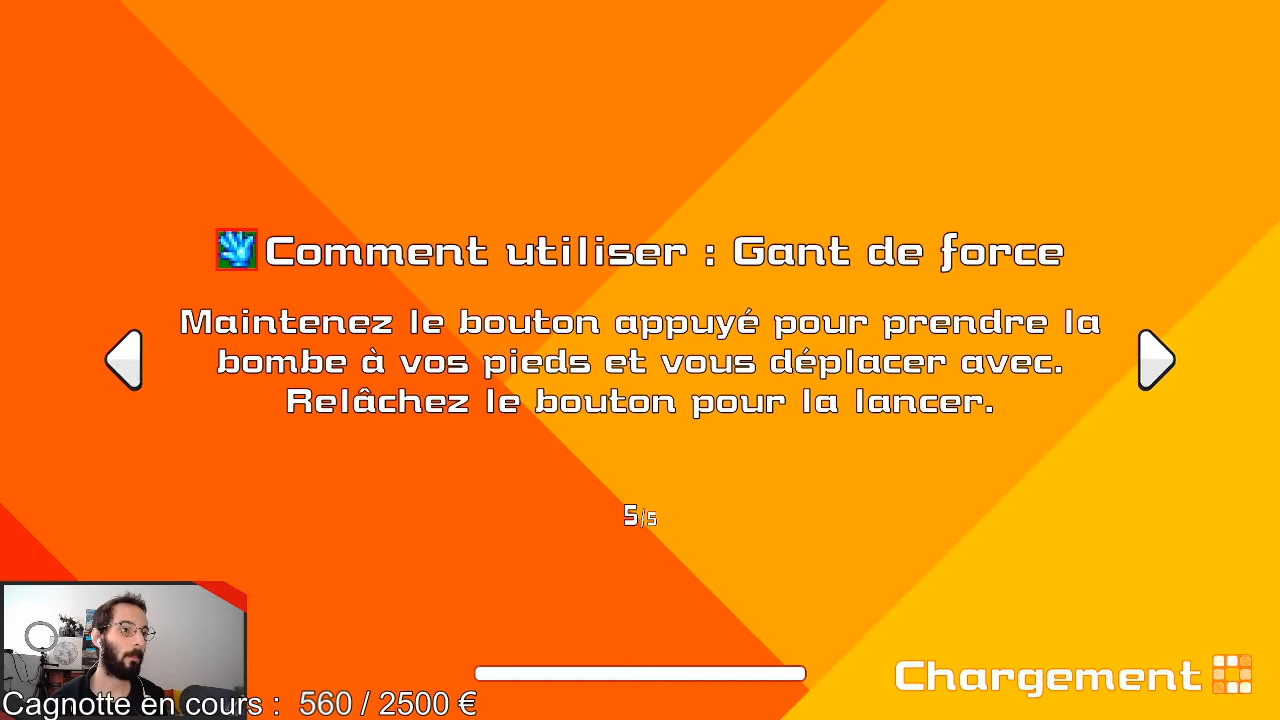 Comment utiliser : Gant de force
Maintenez le bouton appuyé pour prendre la
bombe à vos pieds et vous déplacer avec.
Relâchez le bouton pour la lancer.
5/5
Chargement
Cagnotte en cours : 560 / 2500 €